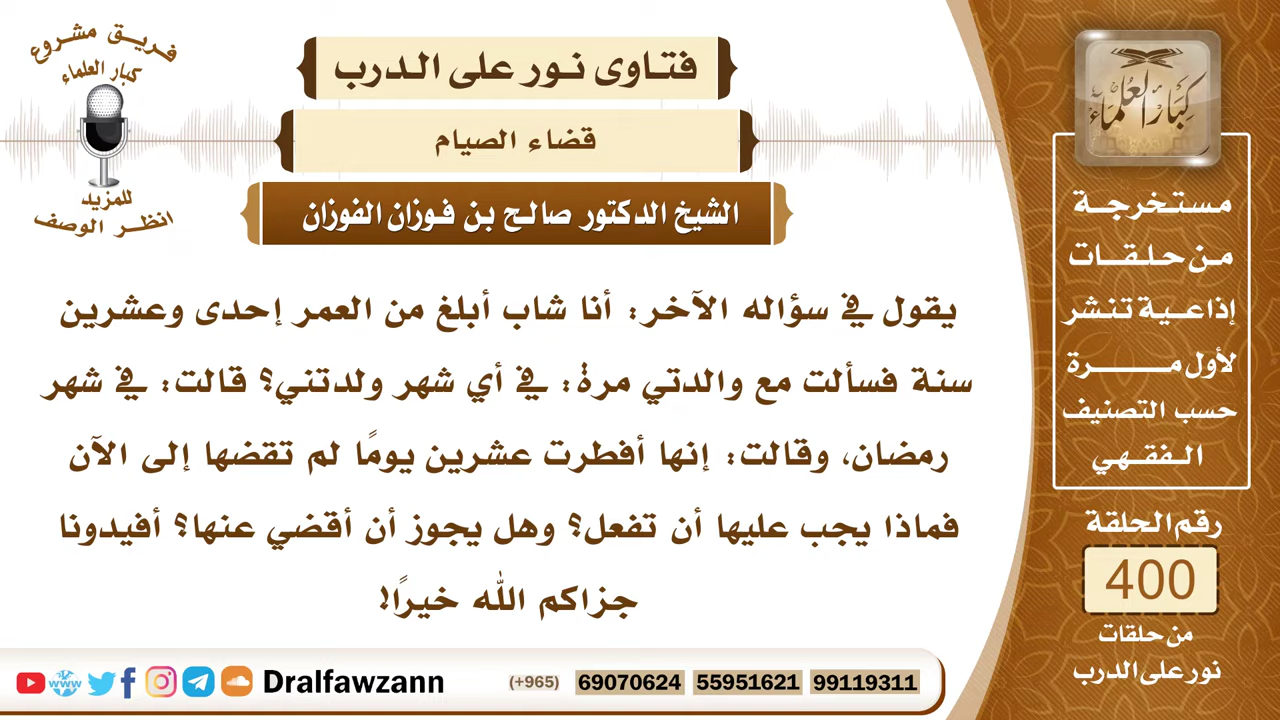 فريق مشروع
كبار العلماء
للمزيد
انظر الوصف
فتاوى نور على الدرب
قضاء الصيام
الشيخ الدكتور صالح بن فوزان الفوزان
يقول في سؤاله الآخر: أنا شاب أبلغ من العمر إحدى وعشرين
سنة فسألت مع والدتي مرة: في أي شهر ولدتني؟ قالت: في شهر
رمضان، وقالت: إنها أفطرت عشرين يومًا لم تقضها إلى الآن
فماذا يجب عليها أن تفعل؟ وهل يجوز أن أقضي عنها؟ أفيدونا
جزاكم الله خيرًا!
كبار العلماء
مستخرجة
من حلقات
إذاعية تنشر
لأول مرة
حسب التصنيف
الفقهي
رقم الحلقة
400
من حلقات
نور على الدرب
www
Dralfawzann
(+965) 69070624 55951621 99119311